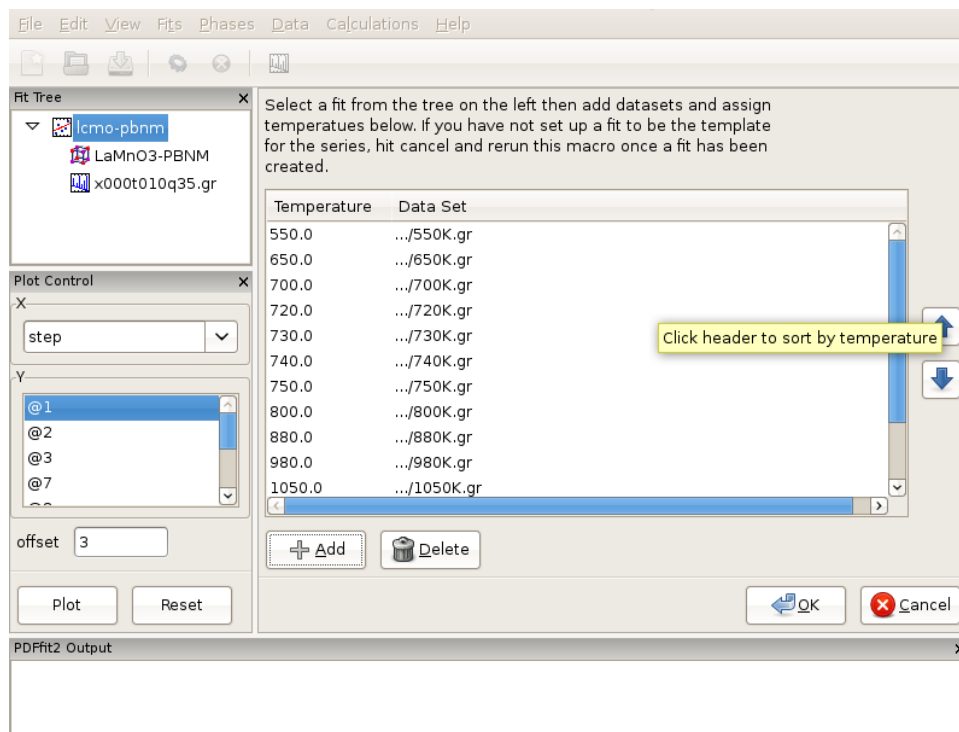 File Edit View Fits Phases Data Calculations Help
Fit Tree
lcmo-pbnm
LaMnO3-PBNM
x000t010q35.gr
Plot Control
X
step
Y
@1
@2
@3
@7
offset 3
Plot Reset
Select a fit from the tree on the left then add datasets and assign
temperatues below. If you have not set up a fit to be the template
for the series, hit cancel and rerun this macro once a fit has been
created.
Temperature Data Set
550.0 .../550K.gr
650.0 .../650K.gr
700.0 .../700K.gr
720.0 .../720K.gr
730.0 .../730K.gr
740.0 .../740K.gr
750.0 .../750K.gr
800.0 .../800K.gr
880.0 .../880K.gr
980.0 .../980K.gr
1050.0 .../1050K.gr
Click header to sort by temperature
Add Delete
OK Cancel
PDFfit2 Output